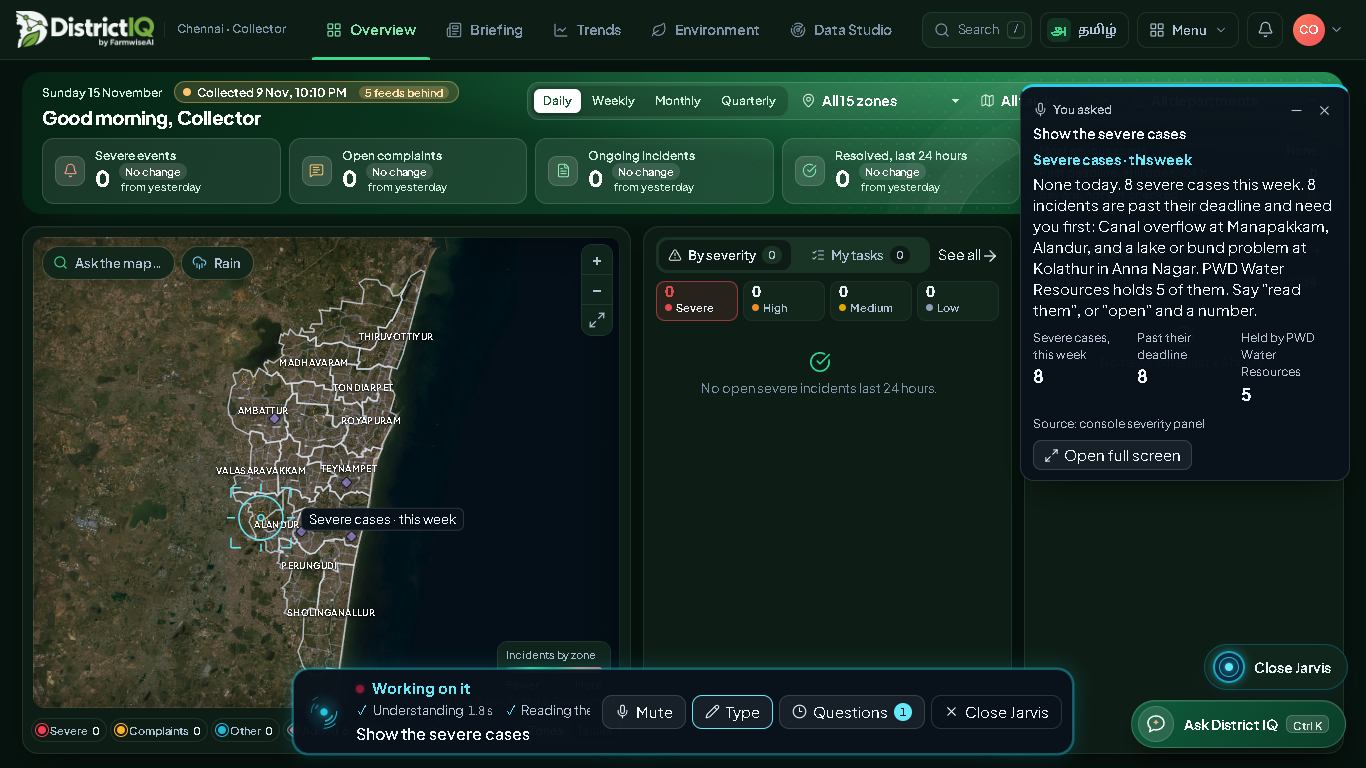 DistrictIQ
by FarmwiseAI
Chennai · Collector
Overview
Briefing
Trends
Environment
Data Studio
Search /
அ தமிழ்
Menu
CO
Sunday 15 November
Collected 9 Nov, 10:10 PM 5 feeds behind
Good morning, Collector
Daily Weekly Monthly Quarterly
All 15 zones
Severe events
0 No change
from yesterday
Open complaints
0 No change
from yesterday
Ongoing incidents
0 No change
from yesterday
Resolved, last 24 hours
0 No change
from yesterday
Ask the map...
Rain
+
−
THIRUVOTTIYUR
MADHAVARAM
TONDIARPET
AMBATTUR
ROYAPURAM
VALASARAVAKKAM
TEYNAMPET
ALANDUR
Severe cases · this week
PERUNGUDI
SHOLINGANALLUR
Incidents by zone
Severe 0
Complaints 0
Other 0
By severity 0
My tasks 0
See all
0
Severe
0
High
0
Medium
0
Low
No open severe incidents last 24 hours.
You asked
Show the severe cases
Severe cases · this week
None today. 8 severe cases this week. 8
incidents are past their deadline and need
you first: Canal overflow at Manapakkam,
Alandur, and a lake or bund problem at
Kolathur in Anna Nagar. PWD Water
Resources holds 5 of them. Say "read
them", or "open" and a number.
Severe cases,
this week
8
Past their
deadline
8
Held by PWD
Water
Resources
5
Source: console severity panel
Open full screen
Close Jarvis
Working on it
✓ Understanding 1.8 s ✓ Reading the
Show the severe cases
Mute
Type
Questions 1
Close Jarvis
Ask District IQ Ctrl K